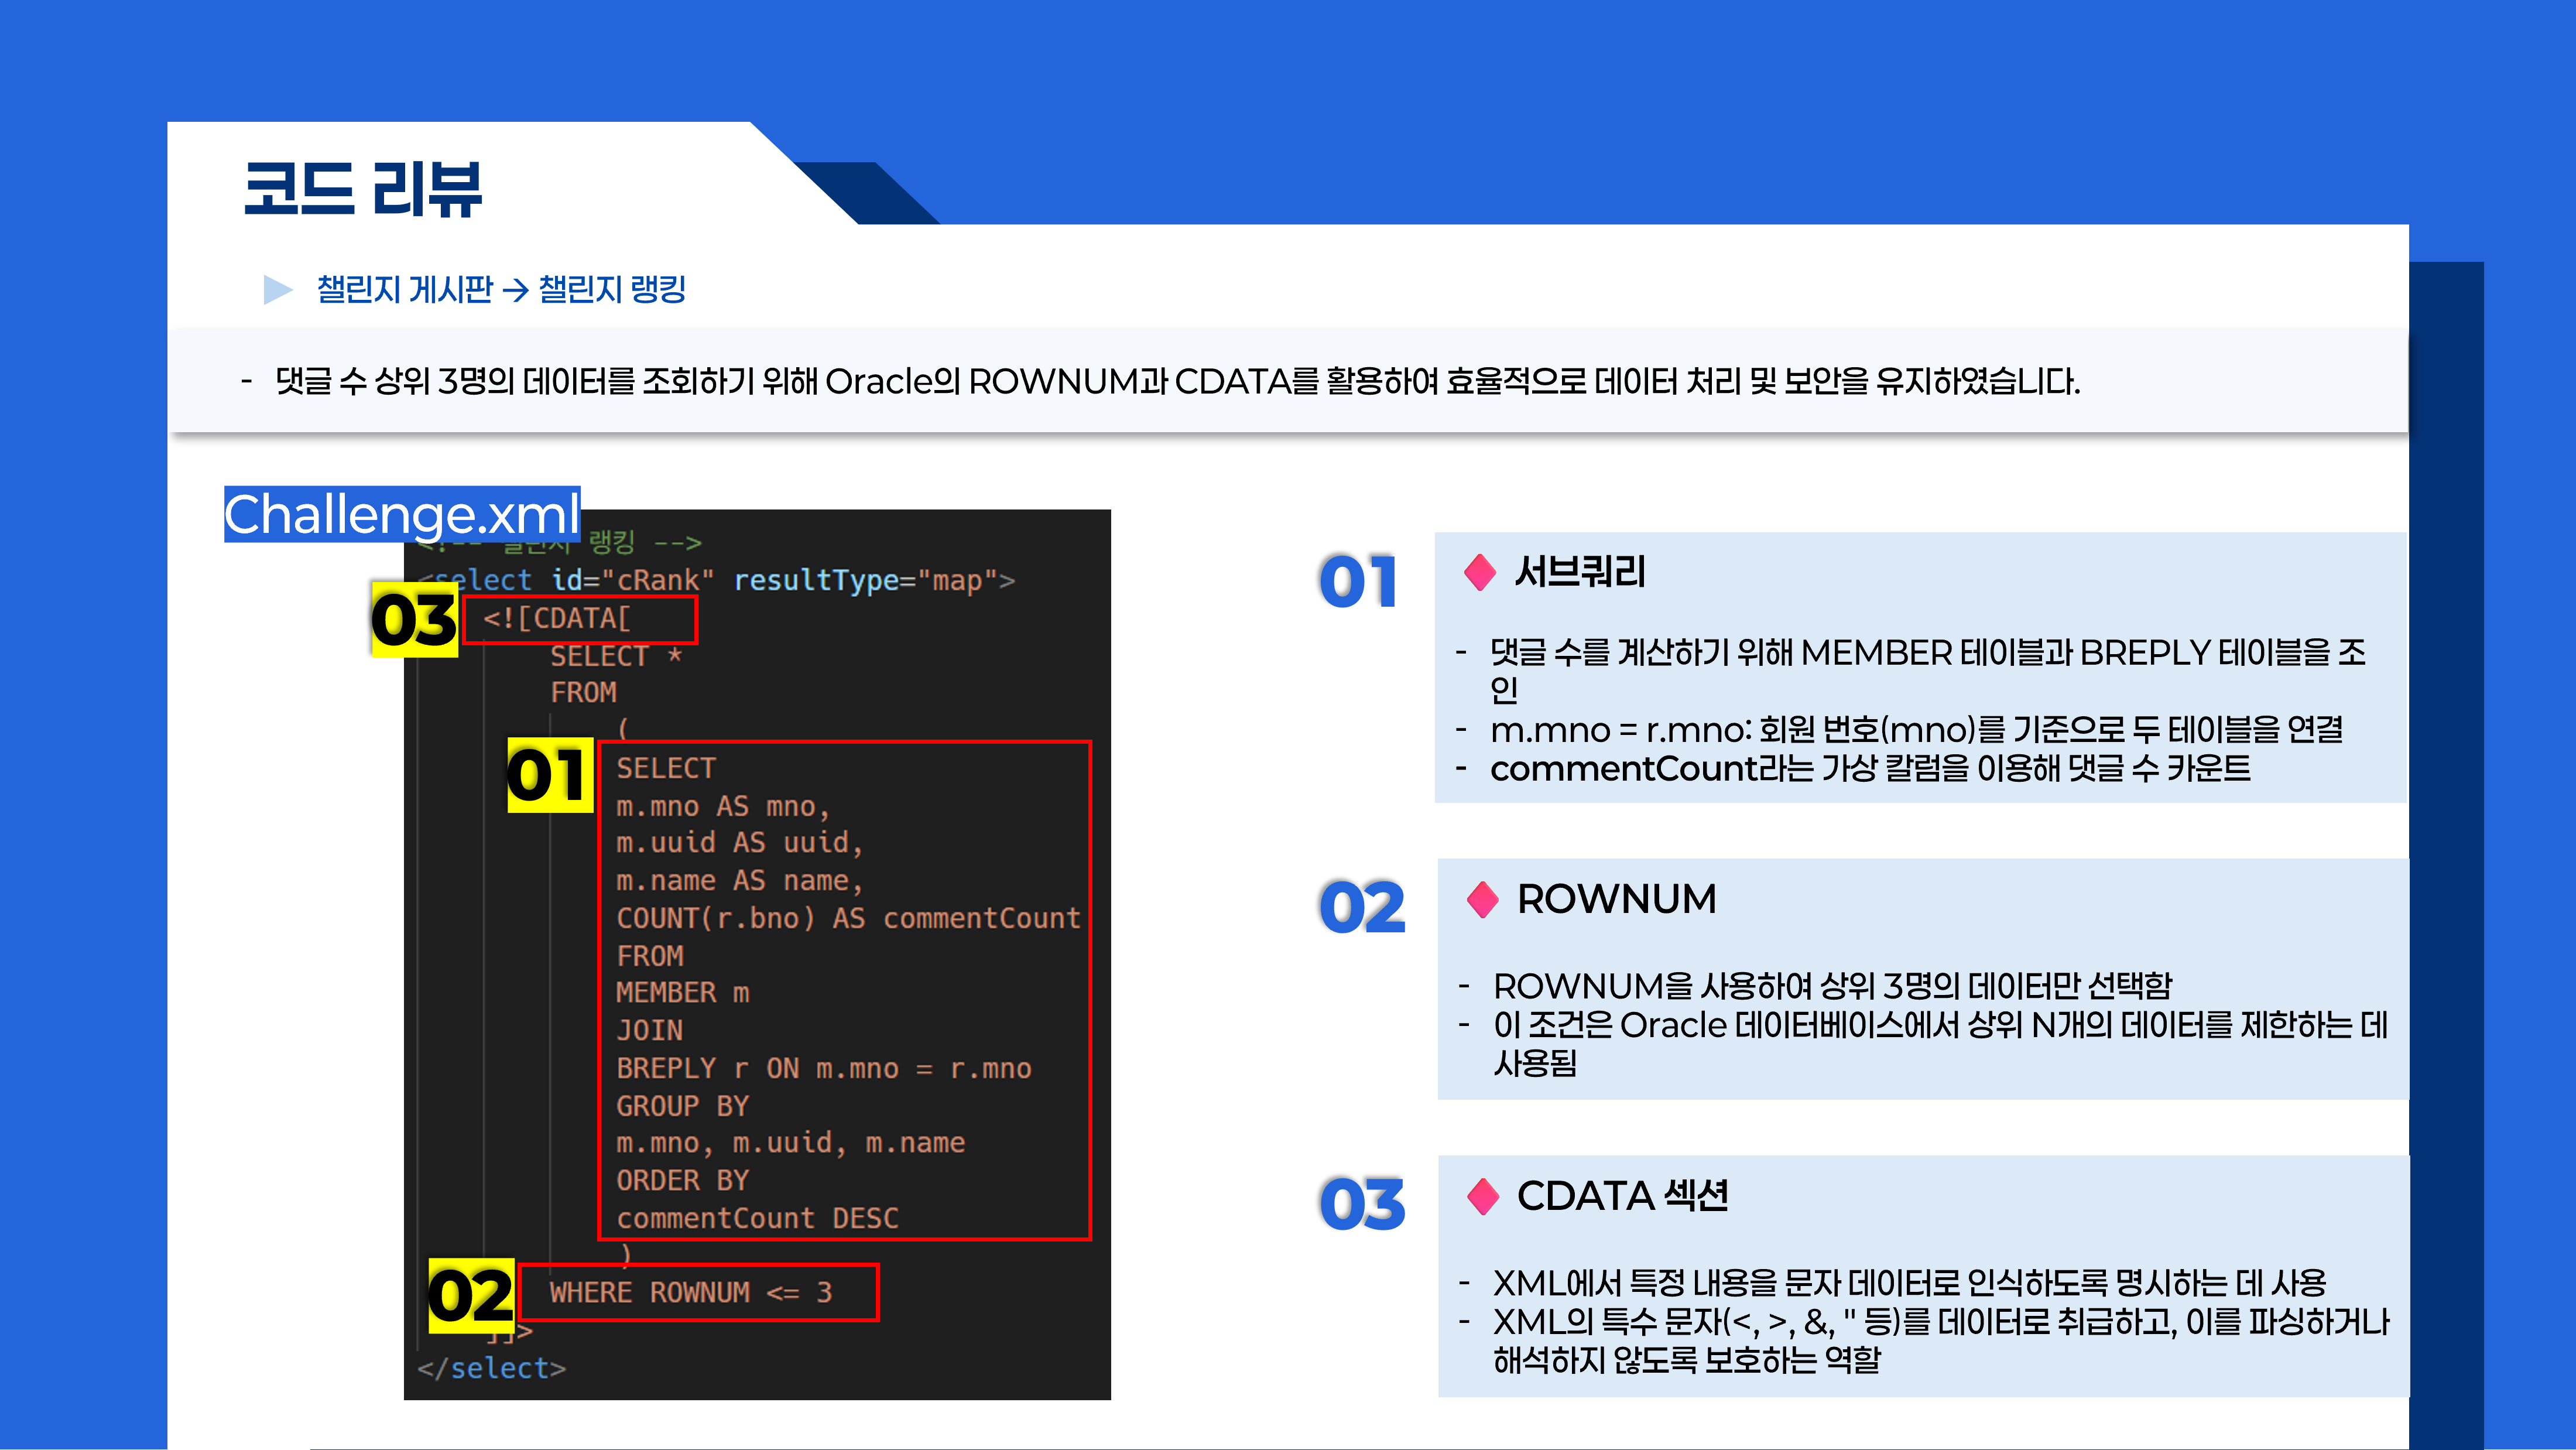 코드 리뷰
챌린지 게시판 → 챌린지 랭킹
- 댓글 수 상위 3명의 데이터를 조회하기 위해 Oracle의 ROWNUM과 CDATA를 활용하여 효율적으로 데이터 처리 및 보안을 유지하였습니다.
Challenge.xml
랭킹 -->
<select id="cRank" resultType="map">
03
<![CDATA[
SELECT *
FROM
(
01
SELECT
m.mno AS mno,
m.uuid AS uuid,
m.name AS name,
COUNT(r.bno) AS commentCount
FROM
MEMBER m
JOIN
BREPLY r ON m.mno = r.mno
GROUP BY
m.mno, m.uuid, m.name
ORDER BY
commentCount DESC
)
02
WHERE ROWNUM <= 3
]]>
</select>
01
서브쿼리
- 댓글 수를 계산하기 위해 MEMBER 테이블과 BREPLY 테이블을 조
인
- m.mno = r.mno: 회원 번호(mno)를 기준으로 두 테이블을 연결
- commentCount라는 가상 칼럼을 이용해 댓글 수 카운트
02
ROWNUM
- ROWNUM을 사용하여 상위 3명의 데이터만 선택함
- 이 조건은 Oracle 데이터베이스에서 상위 N개의 데이터를 제한하는 데
사용됨
03
CDATA 섹션
- XML에서 특정 내용을 문자 데이터로 인식하도록 명시하는 데 사용
- XML의 특수 문자(<, >, &, " 등)를 데이터로 취급하고, 이를 파싱하거나
해석하지 않도록 보호하는 역할